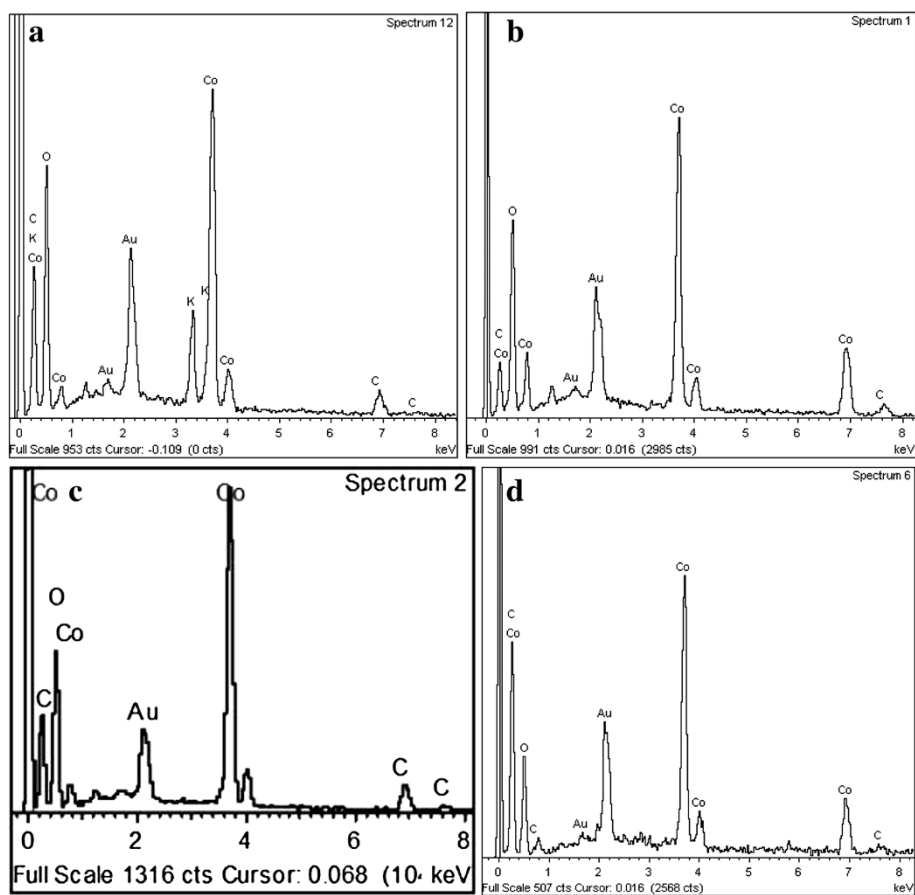 a
Spectrum 12
Co
O
C
K
Co
Au
K
K
Co
Au
Co
C
C
0 1 2 3 4 5 6 7 8
Full Scale 953 cts Cursor: -0.109 (0 cts) keV
b
Spectrum 1
Co
O
Au
C
Co
Co
Au
Co
Co
C
0 1 2 3 4 5 6 7 8
Full Scale 991 cts Cursor: 0.016 (2985 cts) keV
Co
c
Co
Spectrum 2
O
Co
C
Au
C
C
0 2 4 6 8
Full Scale 1316 cts Cursor: 0.068 (10 keV
d
Spectrum 6
Co
C
Co
Au
O
C
Au
Co
Co
C
0 1 2 3 4 5 6 7 8
Full Scale 507 cts Cursor: 0.016 (2568 cts) keV